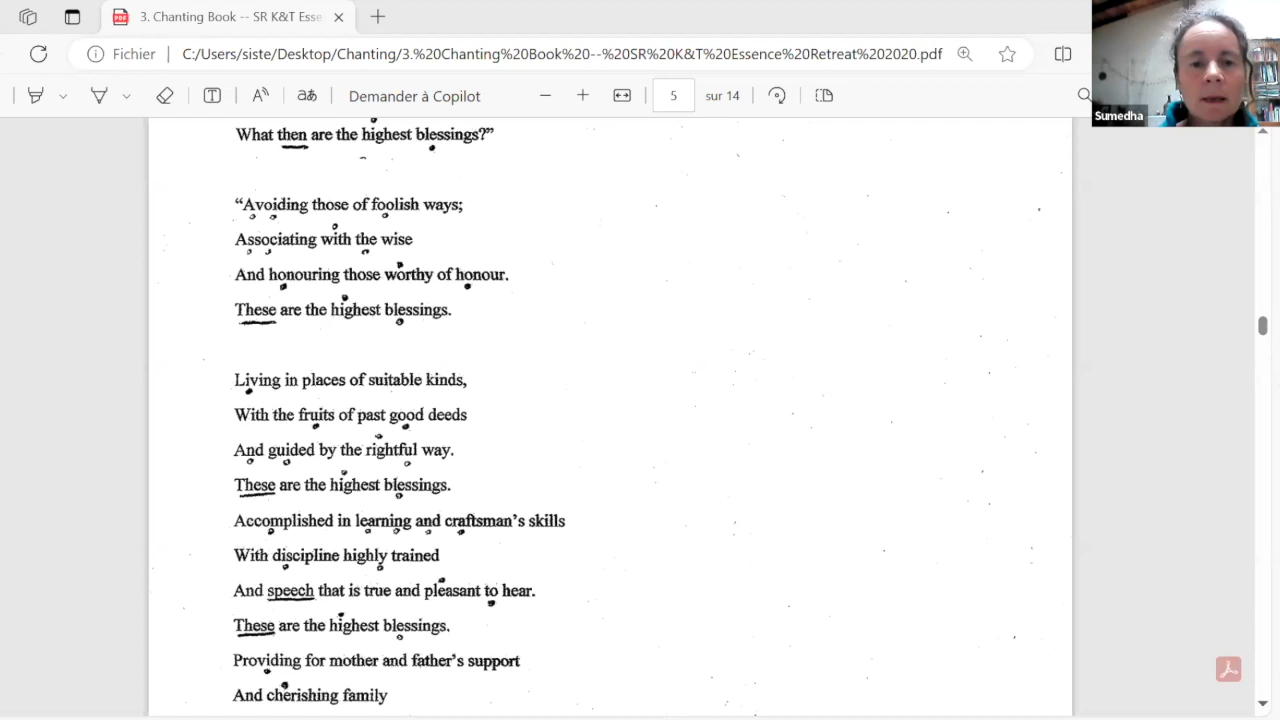 3. Chanting Book -- SR K&T Esse
Fichier
C:/Users/siste/Desktop/Chanting/3.%20Chanting%20Book%20--%20SR%20K&T%20Essence%20Retreat%202020.pdf
Demander à Copilot
5
sur 14
Sumedha
What then are the highest blessings?”
“Avoiding those of foolish ways;
Associating with the wise
And honouring those worthy of honour.
These are the highest blessings.
Living in places of suitable kinds,
With the fruits of past good deeds
And guided by the rightful way.
These are the highest blessings.
Accomplished in learning and craftsman’s skills
With discipline highly trained
And speech that is true and pleasant to hear.
These are the highest blessings.
Providing for mother and father’s support
And cherishing family